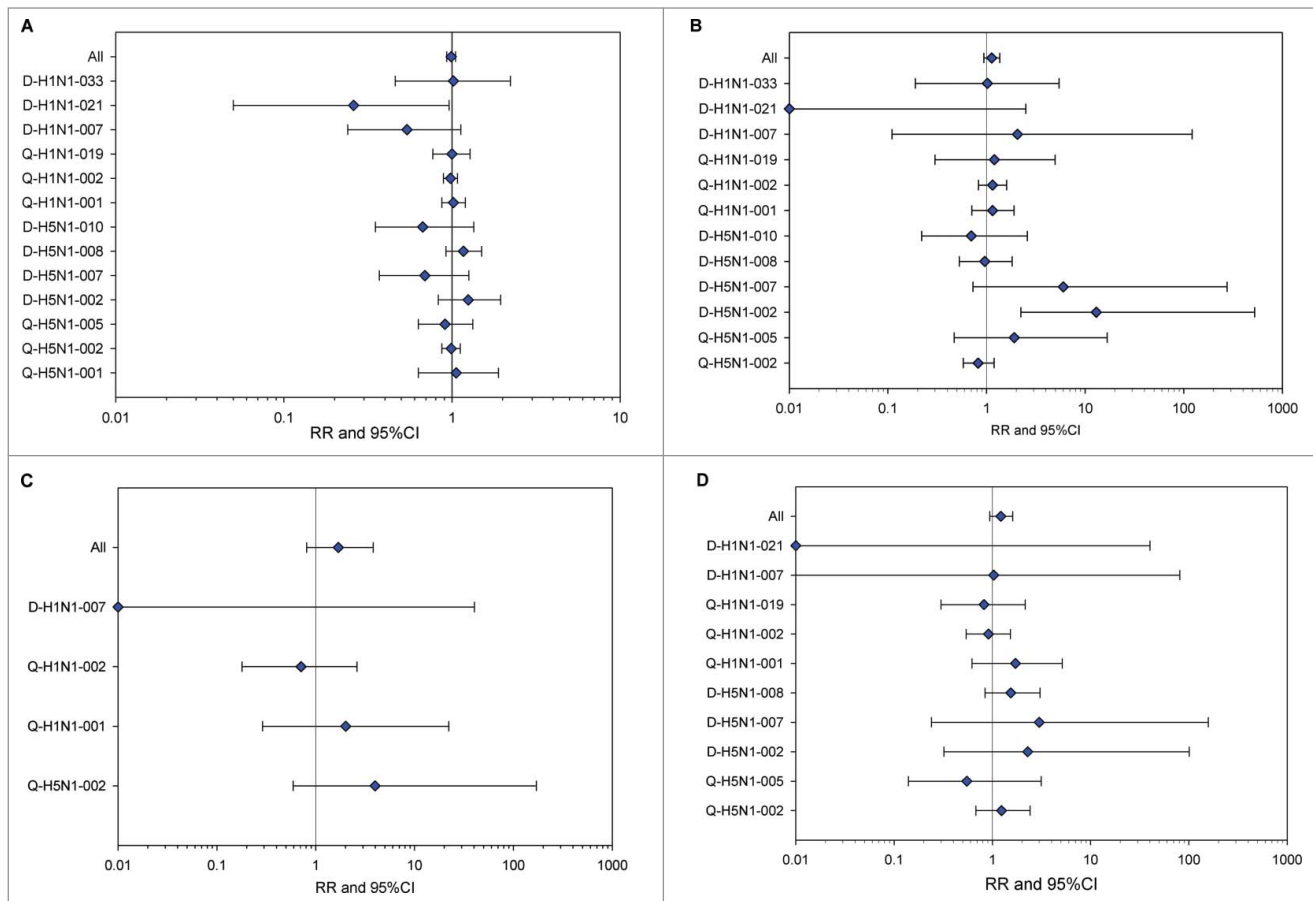 A
All
D-H1N1-033
D-H1N1-021
D-H1N1-007
Q-H1N1-019
Q-H1N1-002
Q-H1N1-001
D-H5N1-010
D-H5N1-008
D-H5N1-007
D-H5N1-002
Q-H5N1-005
Q-H5N1-002
Q-H5N1-001
0.01 0.1 1 10
RR and 95%CI
B
All
D-H1N1-033
D-H1N1-021
D-H1N1-007
Q-H1N1-019
Q-H1N1-002
Q-H1N1-001
D-H5N1-010
D-H5N1-008
D-H5N1-007
D-H5N1-002
Q-H5N1-005
Q-H5N1-002
0.01 0.1 1 10 100 1000
RR and 95%CI
C
All
D-H1N1-007
Q-H1N1-002
Q-H1N1-001
Q-H5N1-002
0.01 0.1 1 10 100 1000
RR and 95%CI
D
All
D-H1N1-021
D-H1N1-007
Q-H1N1-019
Q-H1N1-002
Q-H1N1-001
D-H5N1-008
D-H5N1-007
D-H5N1-002
Q-H5N1-005
Q-H5N1-002
0.01 0.1 1 10 100 1000
RR and 95%CI